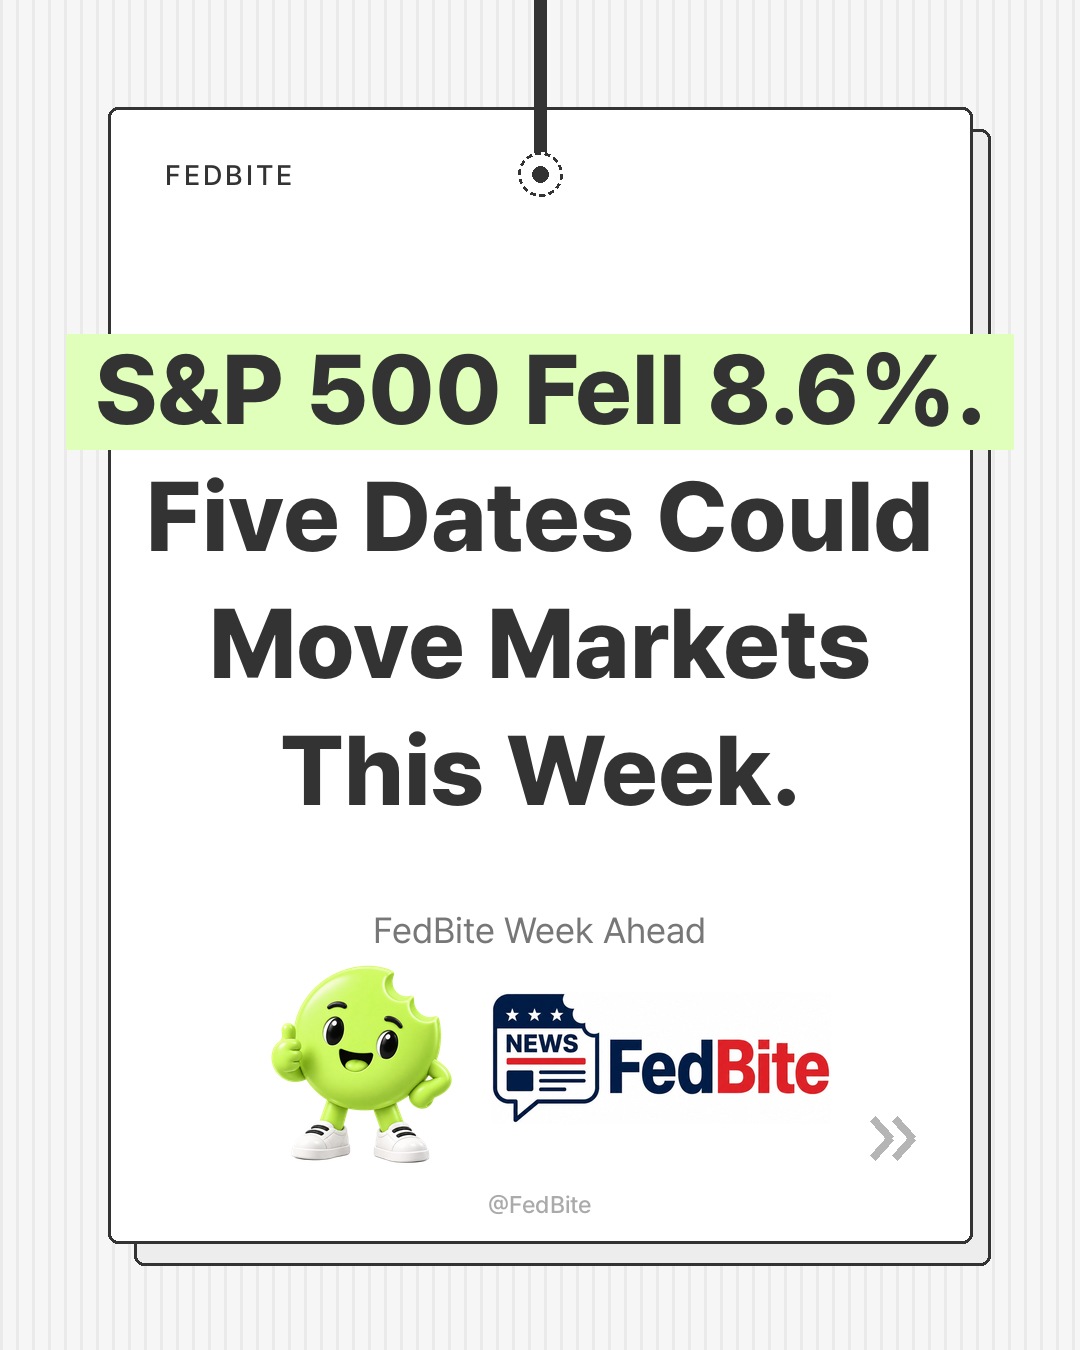 FEDBITE
S&P 500 Fell 8.6%.
Five Dates Could
Move Markets
This Week.
FedBite Week Ahead
NEWS
FedBite
@FedBite